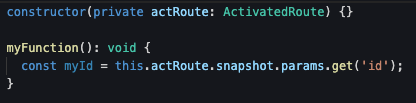 constructor(private actRoute: ActivatedRoute) {}
myFunction(): void {
const myId = this.actRoute.snapshot.params.get('id');
}